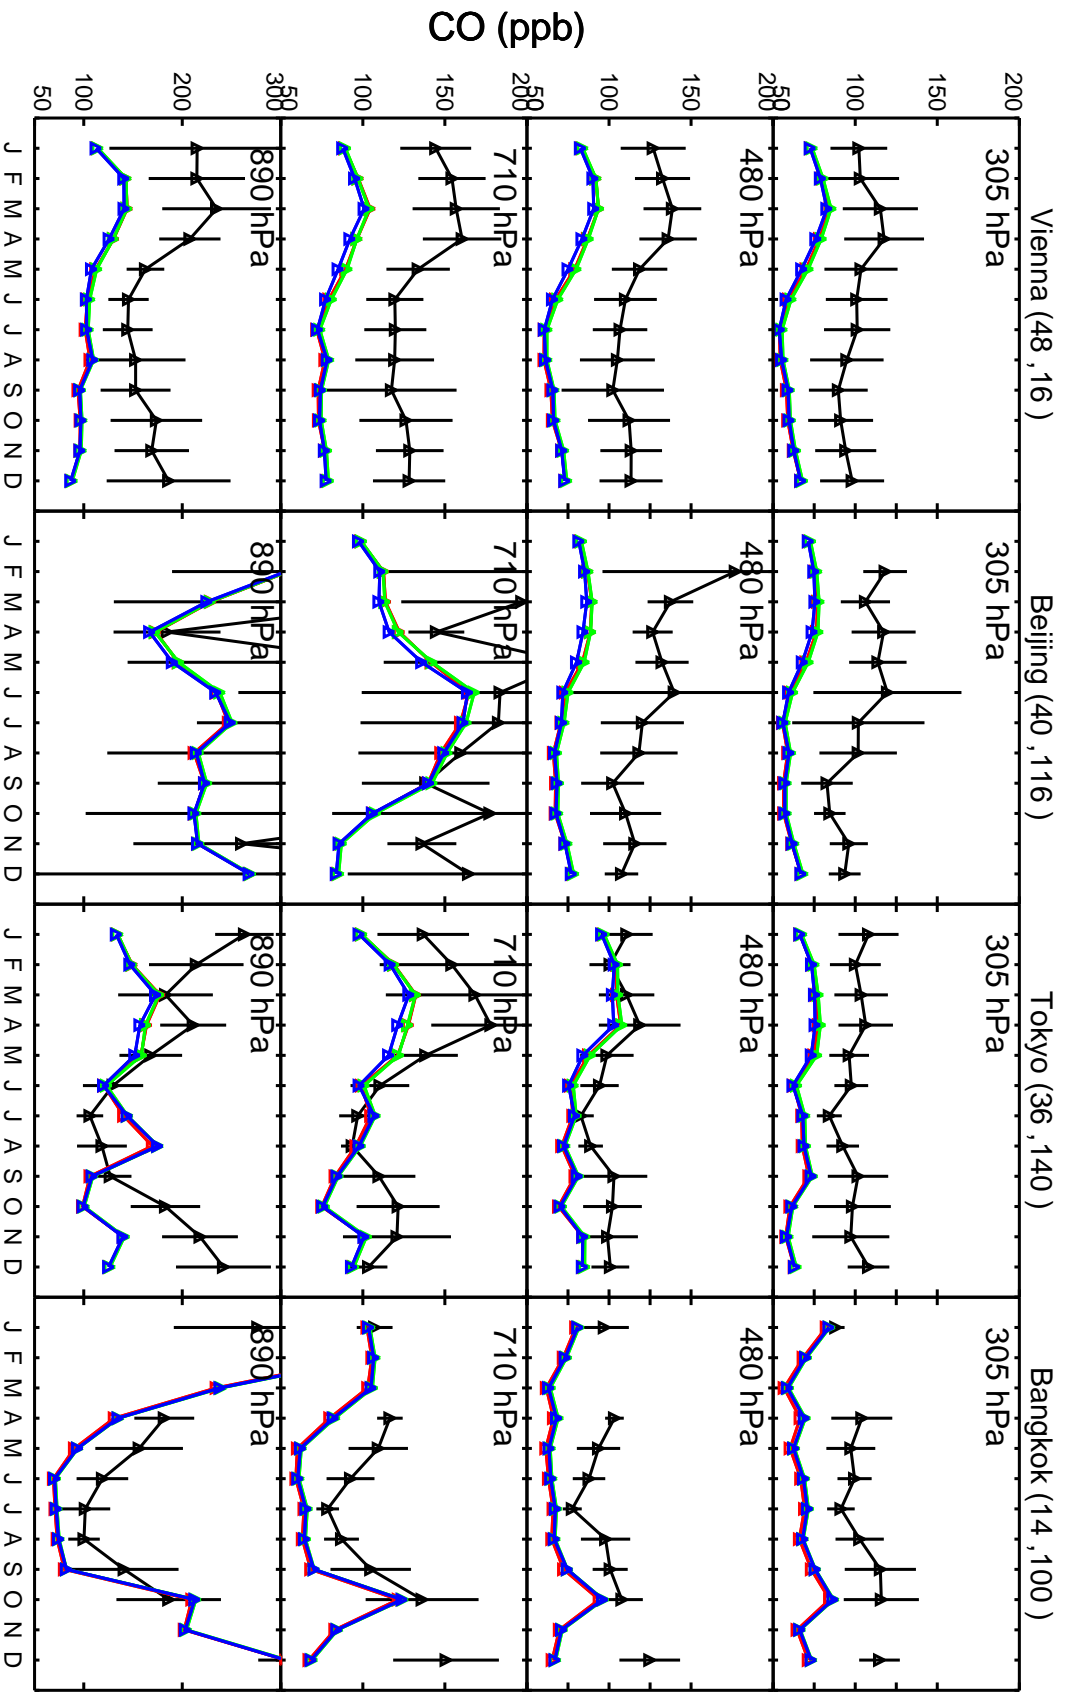 Vienna (48 ,16 )
Beijing (40 ,116 )
Tokyo (36 ,140 )
Bangkok (14 ,100 )
CO (ppb)
200
150
100
50
305 hPa
305 hPa
305 hPa
305 hPa
200
150
100
50
480 hPa
480 hPa
480 hPa
480 hPa
200
150
100
50
710 hPa
710 hPa
710 hPa
710 hPa
300
200
100
50
890 hPa
890 hPa
890 hPa
890 hPa
J F M A M J J A S O N D
J F M A M J J A S O N D
J F M A M J J A S O N D
J F M A M J J A S O N D